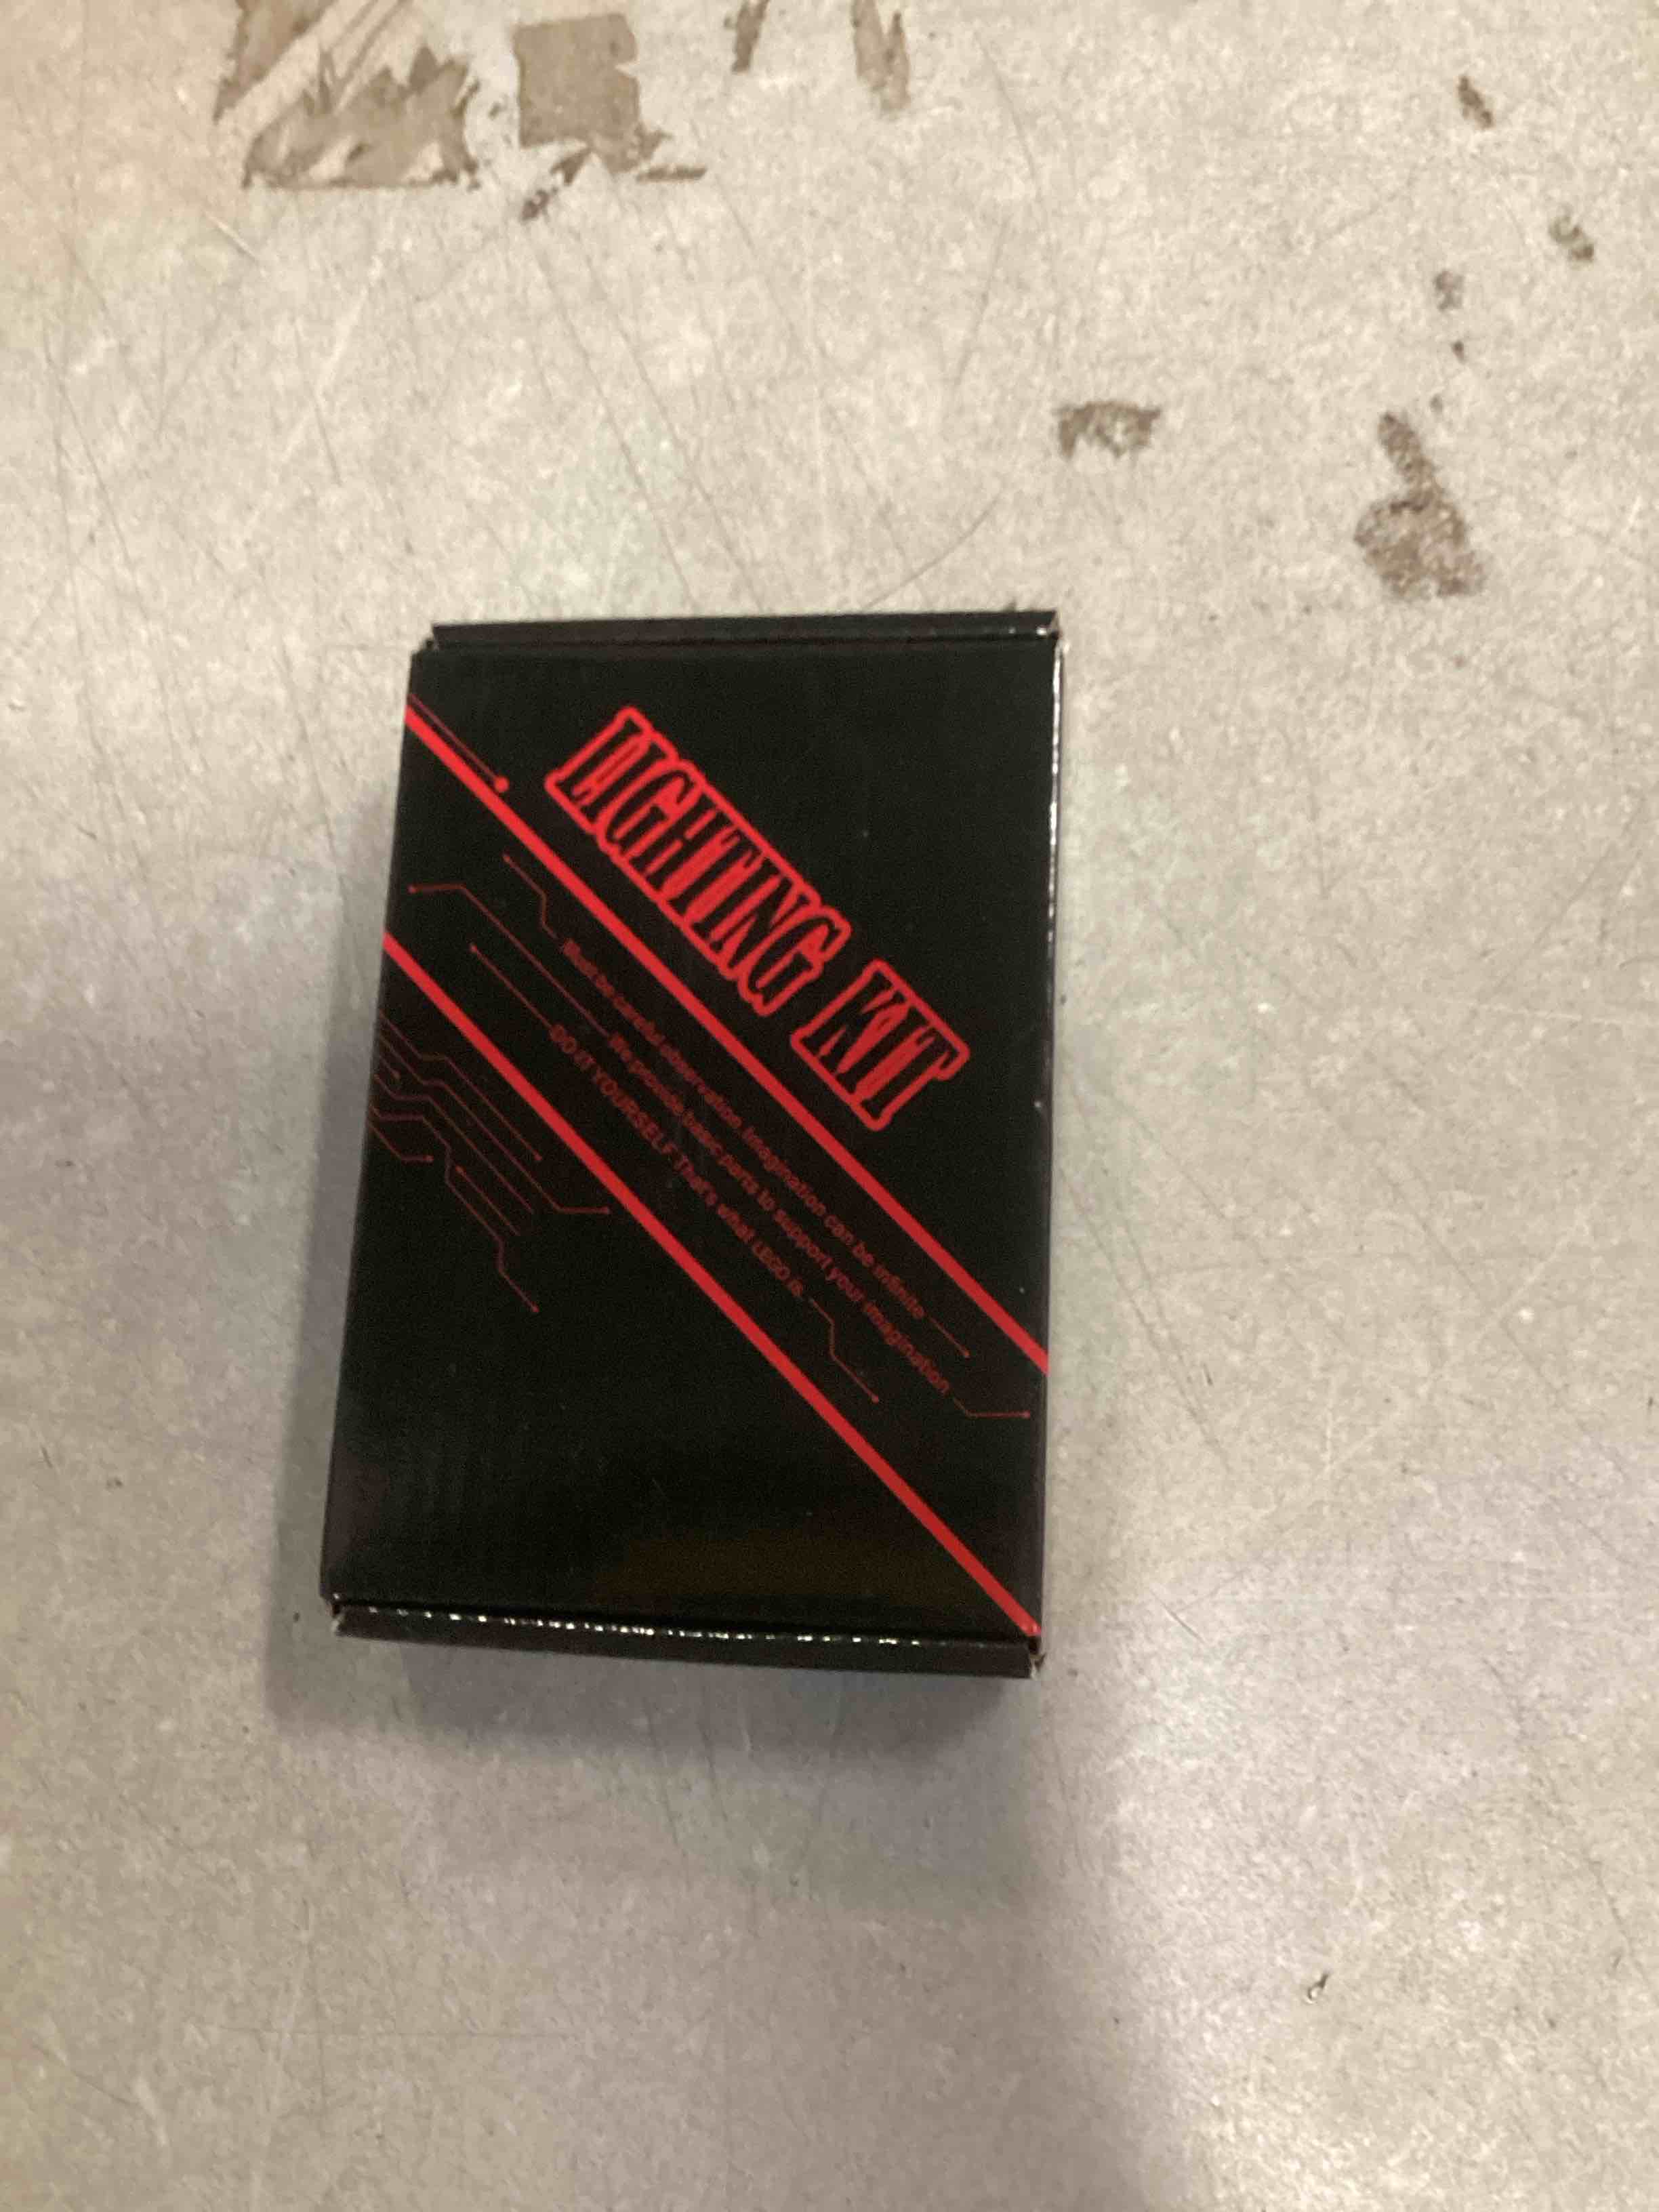 LIGHTING KIT
Must be careful observation Imagination can be infinite
We provide basic parts to support your imagination
DO IT YOURSELF That's what LEGO is.